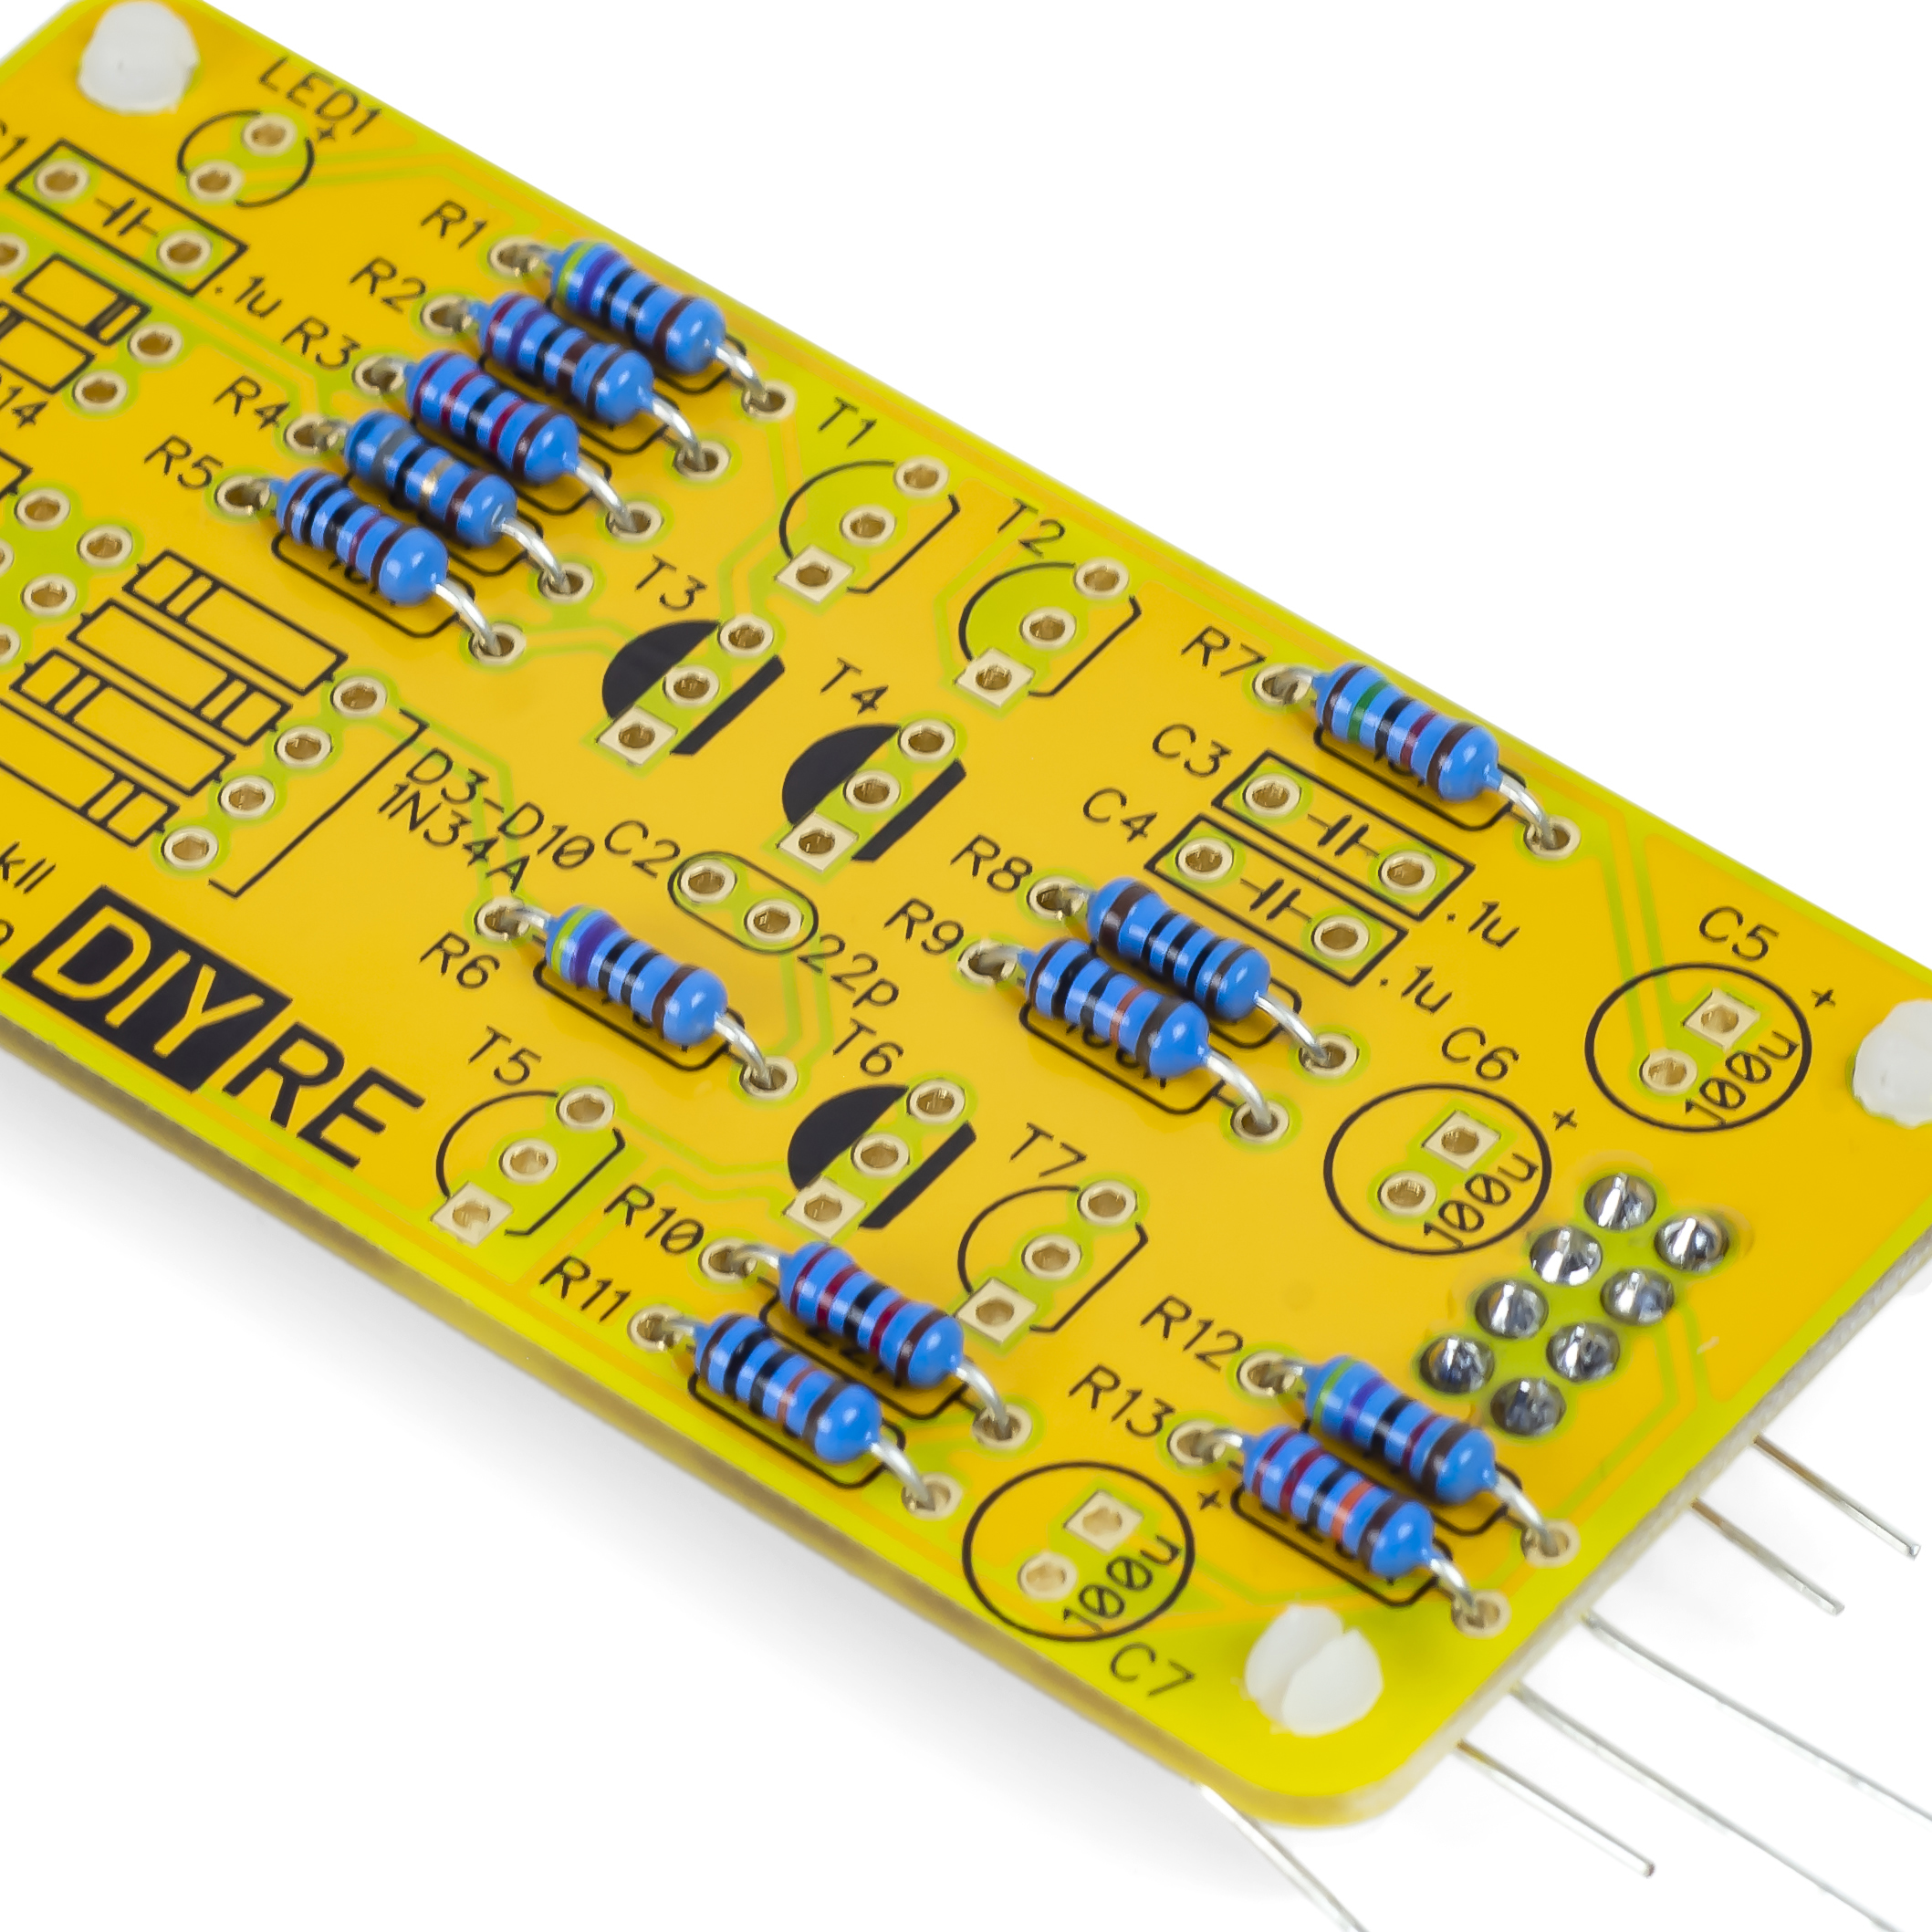 LED1
R1
.1u
R2
R3
R4
R5
T1
T2
T3
T4
R7
C3
.1u
C4
.1u
D3-D10
1N34A
C2
22p
R8
R9
R6
C5
+
100u
C6
+
100u
DIYRE
T5
T6
T7
R10
R11
R12
R13
+
100u
C7